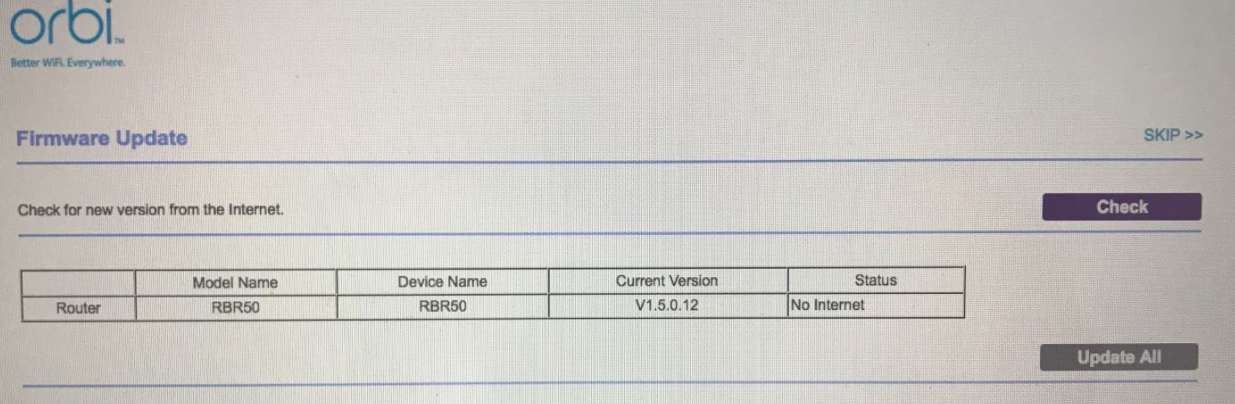 orbi™
Better WiFi. Everywhere.
Firmware Update
SKIP >>
Check for new version from the Internet.
Check
Model Name Device Name Current Version Status
Router RBR50 RBR50 V1.5.0.12 No Internet
Update All